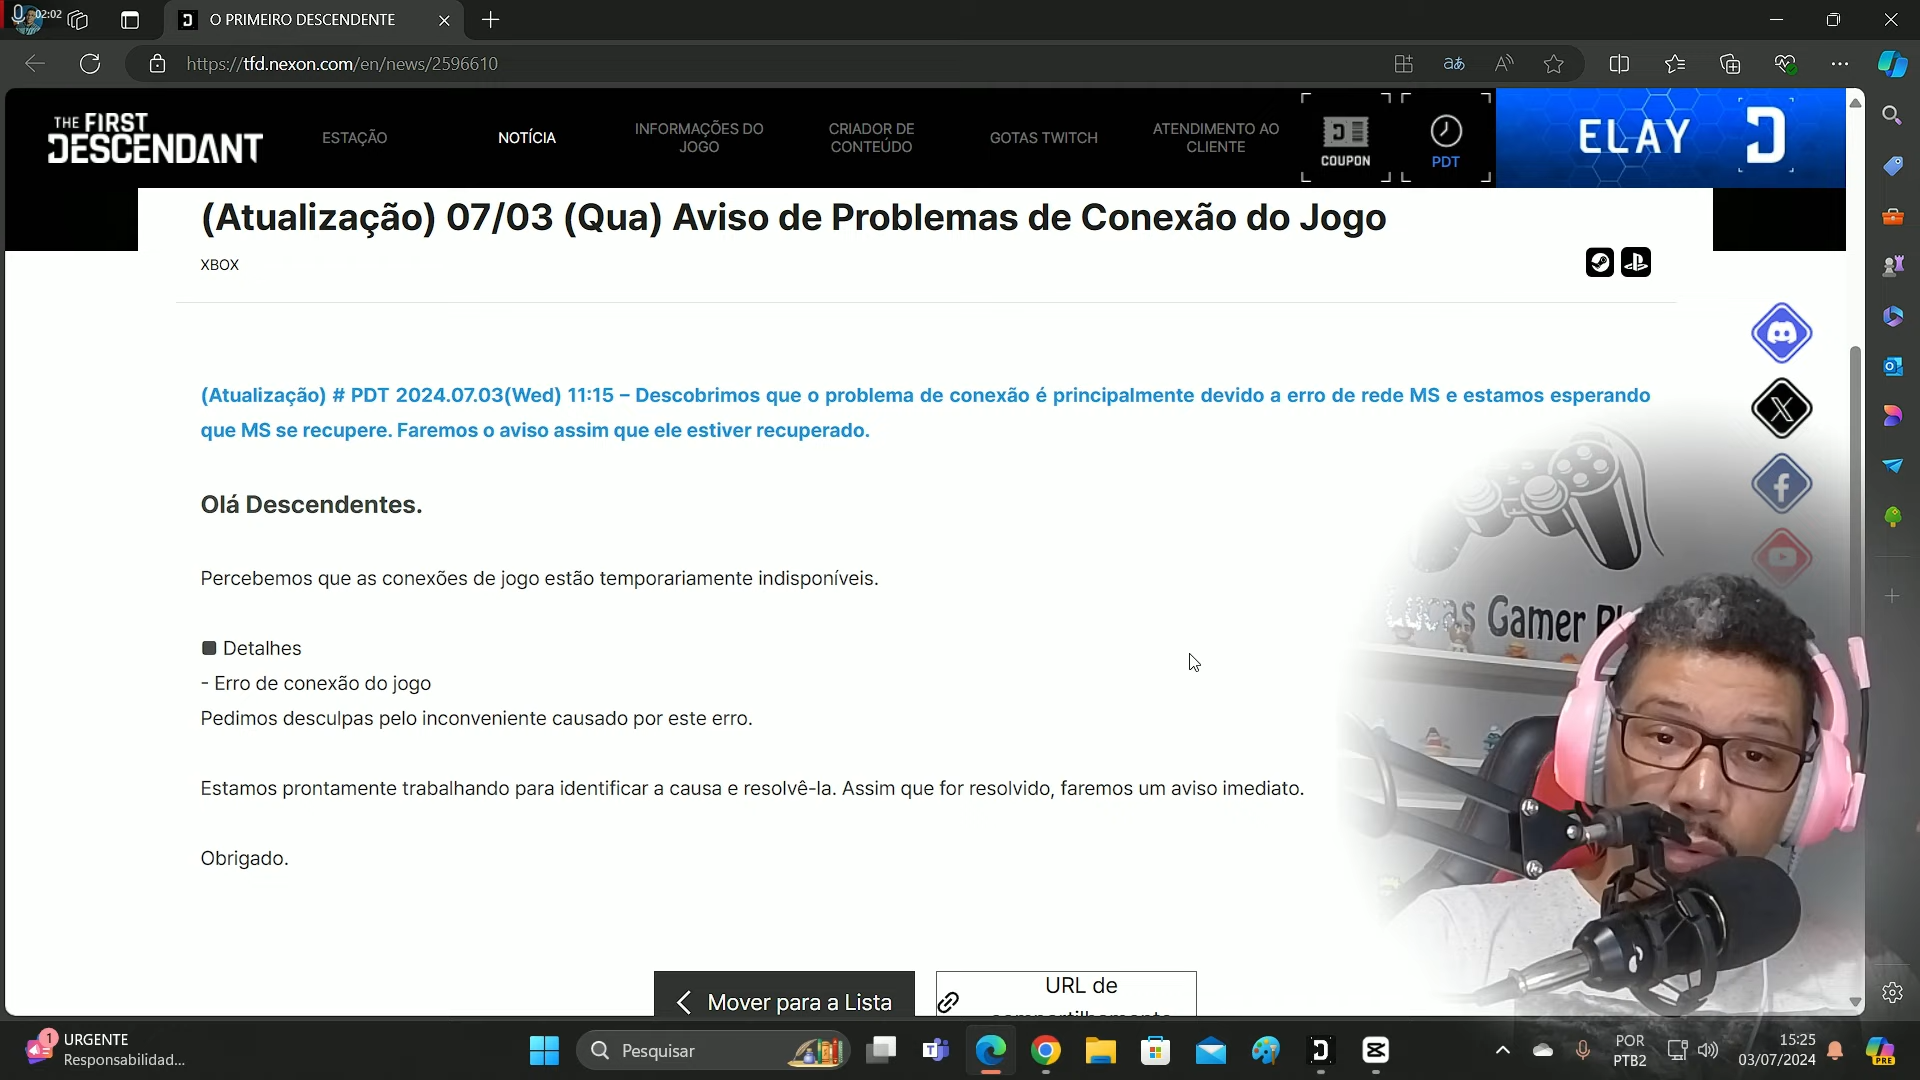 02:02
O PRIMEIRO DESCENDENTE
https://tfd.nexon.com/en/news/2596610
THE FIRST
DESCENDANT
ESTAÇÃO
NOTÍCIA
INFORMAÇÕES DO
JOGO
CRIADOR DE
CONTEÚDO
GOTAS TWITCH
ATENDIMENTO AO
CLIENTE
COUPON
PDT
ELAY
(Atualização) 07/03 (Qua) Aviso de Problemas de Conexão do Jogo
XBOX
(Atualização) # PDT 2024.07.03(Wed) 11:15 – Descobrimos que o problema de conexão é principalmente devido a erro de rede MS e estamos esperando
que MS se recupere. Faremos o aviso assim que ele estiver recuperado.
Olá Descendentes.
Percebemos que as conexões de jogo estão temporariamente indisponíveis.
■ Detalhes
- Erro de conexão do jogo
Pedimos desculpas pelo inconveniente causado por este erro.
Estamos prontamente trabalhando para identificar a causa e resolvê-la. Assim que for resolvido, faremos um aviso imediato.
Obrigado.
Lucas Gamer
Mover para a Lista
URL de
1
URGENTE
Responsabilidad...
Pesquisar
POR
PTB2
15:25
03/07/2024
PRE